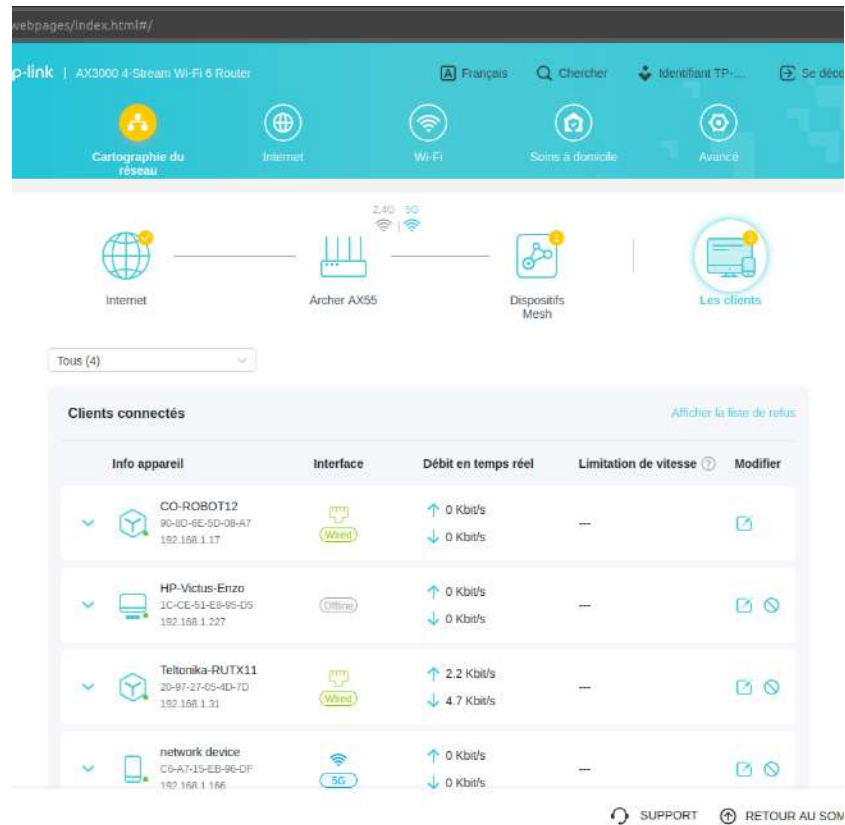 webpages/index.html#/
p-link | AX3000 4-Stream Wi-Fi 6 Router
A Français
Chercher
Identifiant TP-...
Se déco
Cartographie du
réseau
Internet
Wi-Fi
Soins à domicile
Avancé
2,4G 5G
Internet
Archer AX55
Dispositifs
Mesh
Les clients
Tous (4)
Clients connectés
Afficher la liste de refus
Info appareil Interface Débit en temps réel Limitation de vitesse ? Modifier
CO-ROBOT12
90-8D-6E-5D-08-A7
192.168.1.17
Wired
0 Kbit/s
0 Kbit/s
---
HP-Victus-Enzo
1C-CE-51-E8-95-D5
192.168.1.227
Offline
0 Kbit/s
0 Kbit/s
---
Teltonika-RUTX11
20-97-27-05-4D-7D
192.168.1.31
Wired
2.2 Kbit/s
4.7 Kbit/s
---
network device
C6-A7-15-EB-96-DF
192.168.1.166
5G
0 Kbit/s
0 Kbit/s
---
SUPPORT
RETOUR AU SOM